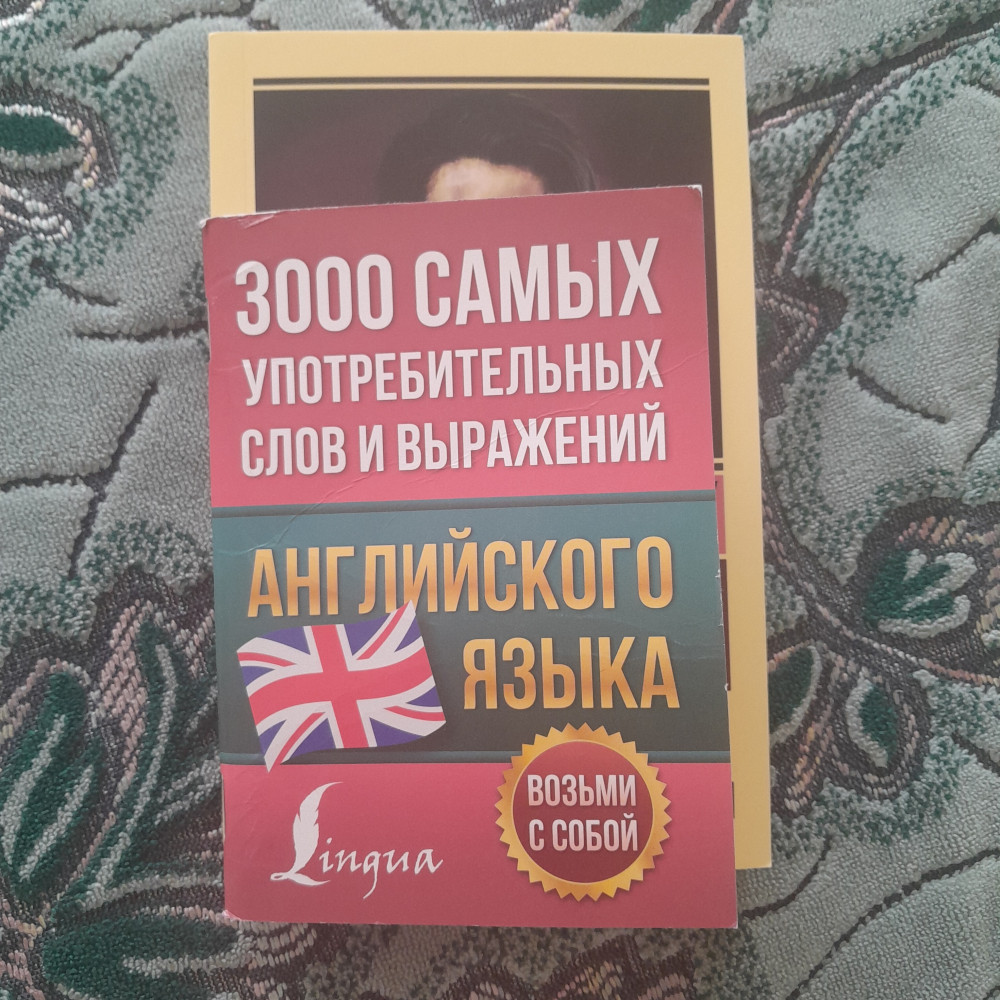 3000 САМЫХ
УПОТРЕБИТЕЛЬНЫХ
СЛОВ И ВЫРАЖЕНИЙ
АНГЛИЙСКОГО
ЯЗЫКА
ВОЗЬМИ
С СОБОЙ
Lingua